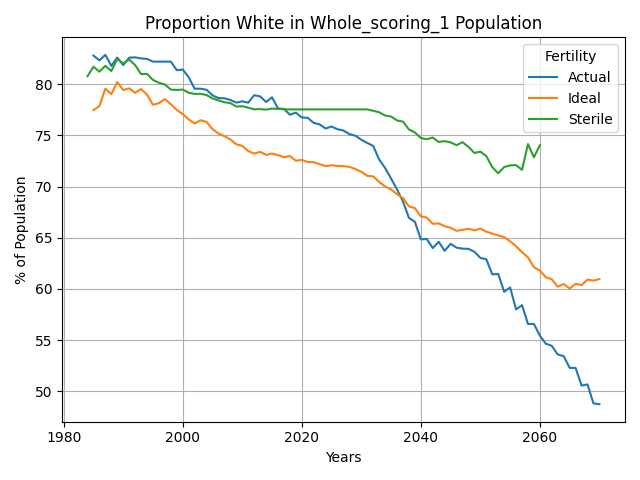 Proportion White in Whole_scoring_1 Population
Fertility
Actual
Ideal
Sterile
% of Population
80
75
70
65
60
55
50
1980
2000
2020
2040
2060
Years